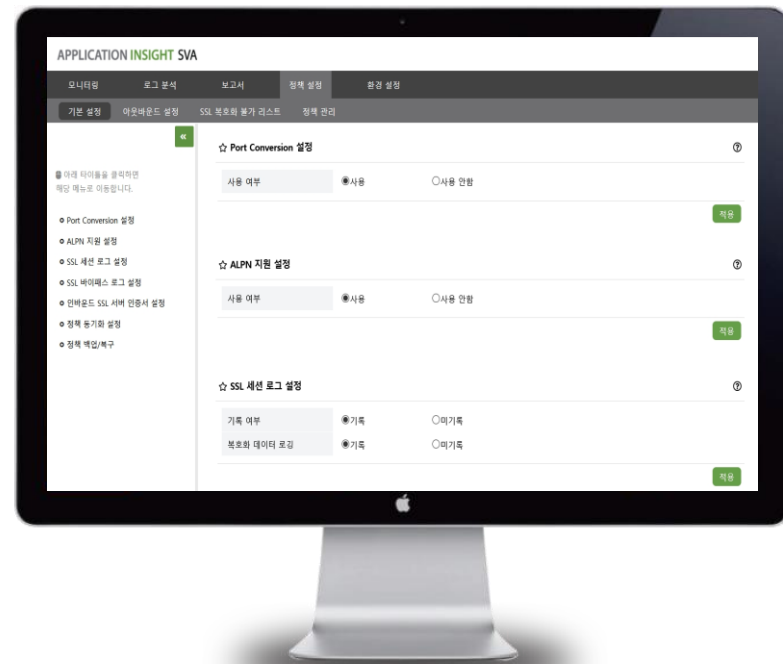 APPLICATION INSIGHT SVA
모니터링 로그 분석 보고서 정책 설정 환경 설정
기본 설정 아웃바운드 설정 SSL 복호화 불가 리스트 정책 관리
«
아래 타이틀을 클릭하면
해당 메뉴로 이동합니다.
Port Conversion 설정
ALPN 지원 설정
SSL 세션 로그 설정
SSL 바이패스 로그 설정
인바운드 SSL 서버 인증서 설정
정책 동기화 설정
정책 백업/복구
☆ Port Conversion 설정 ?
사용 여부 사용 사용 안함
적용
☆ ALPN 지원 설정 ?
사용 여부 사용 사용 안함
적용
☆ SSL 세션 로그 설정 ?
기록 여부 기록 미기록
복호화 데이터 로깅 기록 미기록
적용